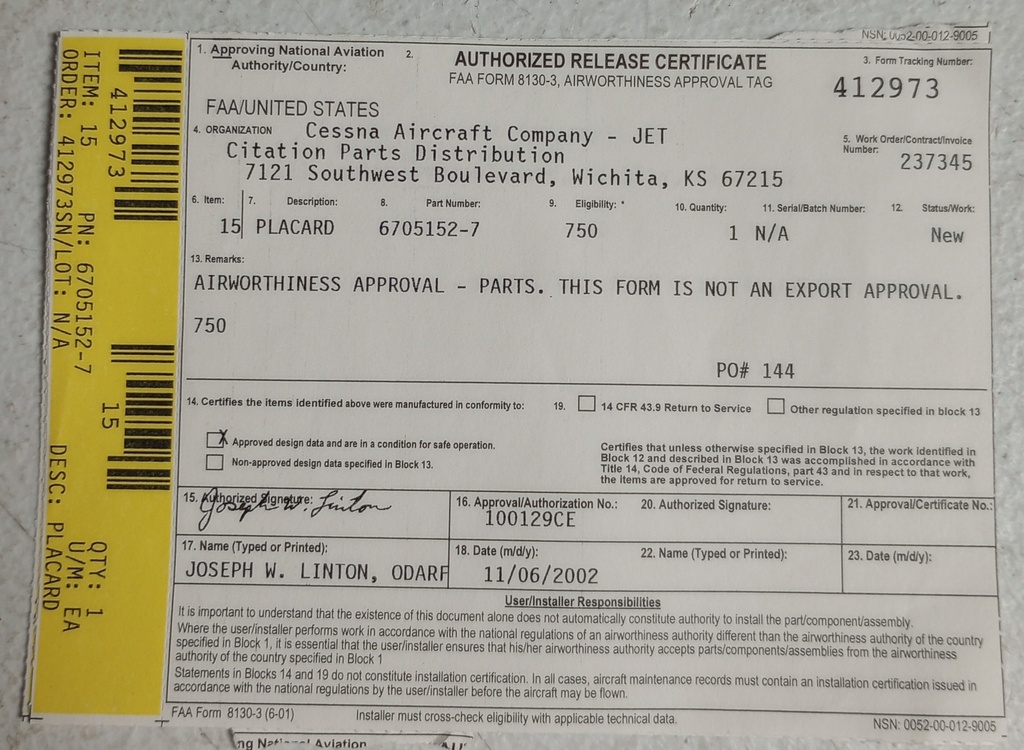 NSN: 0052-00-012-9005
1. Approving National Aviation
Authority/Country:
2.
AUTHORIZED RELEASE CERTIFICATE
FAA FORM 8130-3, AIRWORTHINESS APPROVAL TAG
3. Form Tracking Number:
412973
FAA/UNITED STATES
4. ORGANIZATION Cessna Aircraft Company - JET
Citation Parts Distribution
7121 Southwest Boulevard, Wichita, KS 67215
5. Work Order/Contract/Invoice
Number: 237345
6. Item: 7. Description: 8. Part Number: 9. Eligibility: * 10. Quantity: 11. Serial/Batch Number: 12. Status/Work:
15 PLACARD 6705152-7 750 1 N/A New
13. Remarks:
AIRWORTHINESS APPROVAL - PARTS. THIS FORM IS NOT AN EXPORT APPROVAL.
750
PO# 144
14. Certifies the items identified above were manufactured in conformity to:
X Approved design data and are in a condition for safe operation.
Non-approved design data specified in Block 13.
19. 14 CFR 43.9 Return to Service Other regulation specified in block 13
Certifies that unless otherwise specified in Block 13, the work identified in
Block 12 and described in Block 13 was accomplished in accordance with
Title 14, Code of Federal Regulations, part 43 and in respect to that work,
the items are approved for return to service.
15. Authorized Signature:
Joseph W. Linton
16. Approval/Authorization No.:
100129CE
20. Authorized Signature:
21. Approval/Certificate No.:
17. Name (Typed or Printed):
JOSEPH W. LINTON, ODARF
18. Date (m/d/y):
11/06/2002
22. Name (Typed or Printed):
23. Date (m/d/y):
User/Installer Responsibilities
It is important to understand that the existence of this document alone does not automatically constitute authority to install the part/component/assembly.
Where the user/installer performs work in accordance with the national regulations of an airworthiness authority different than the airworthiness authority of the country
specified in Block 1, it is essential that the user/installer ensures that his/her airworthiness authority accepts parts/components/assemblies from the airworthiness
authority of the country specified in Block 1
Statements in Blocks 14 and 19 do not constitute installation certification. In all cases, aircraft maintenance records must contain an installation certification issued in
accordance with the national regulations by the user/installer before the aircraft may be flown.
FAA Form 8130-3 (6-01) Installer must cross-check eligibility with applicable technical data. NSN: 0052-00-012-9005
412973 15
ITEM: 15 PN: 6705152-7 QTY: 1
U/M: EA
ORDER: 412973SN/LOT: N/A DESC: PLACARD
Aviation